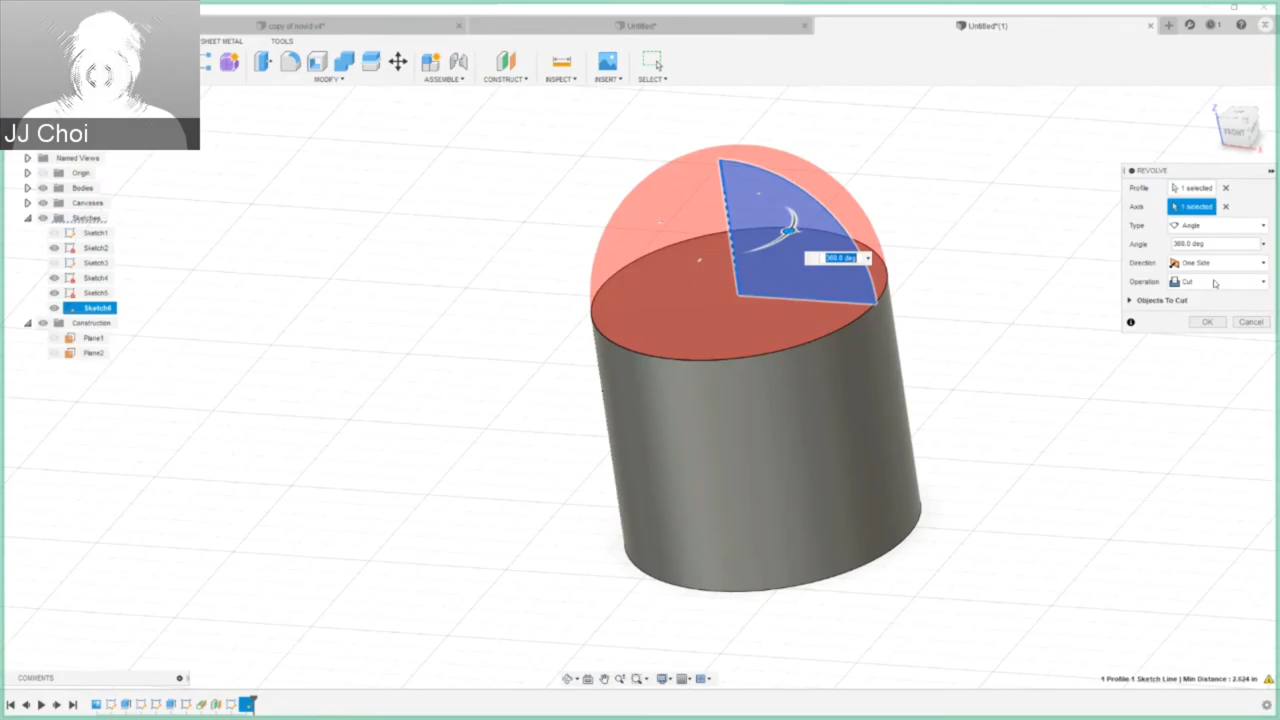 copy of novid v4*
Untitled*
Untitled*(1)
1
SHEET METAL
TOOLS
MODIFY
ASSEMBLE
CONSTRUCT
INSPECT
INSERT
SELECT
JJ Choi
Named Views
Origin
Bodies
Canvases
Sketches
Sketch1
Sketch2
Sketch3
Sketch4
Sketch5
Sketch6
Construction
Plane1
Plane2
Z
FRONT
REVOLVE
Profile
1 selected
Axis
1 selected
Type
Angle
Angle
360.0 deg
Direction
One Side
Operation
Cut
Objects To Cut
OK
Cancel
360.0 deg
COMMENTS
1 Profile 1 Sketch Line | Min Distance : 2.624 in